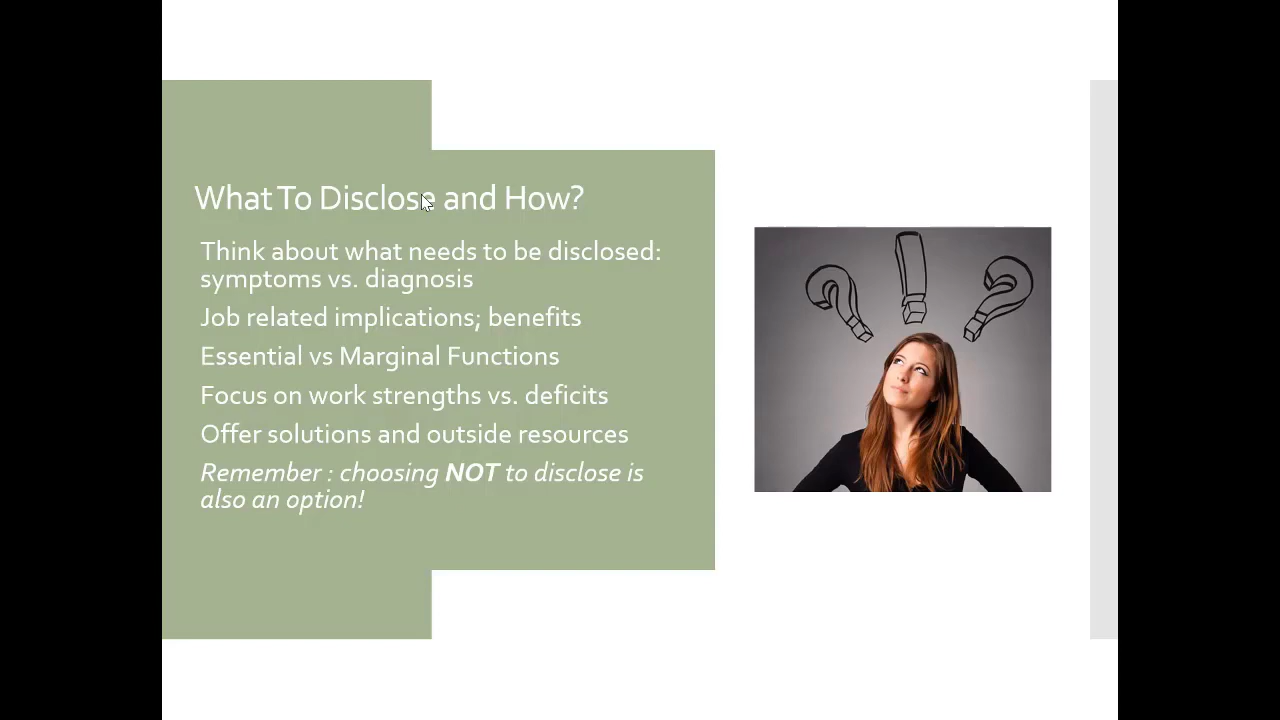 What To Disclose and How?
Think about what needs to be disclosed:
symptoms vs. diagnosis
Job related implications; benefits
Essential vs Marginal Functions
Focus on work strengths vs. deficits
Offer solutions and outside resources
Remember : choosing NOT to disclose is
also an option!